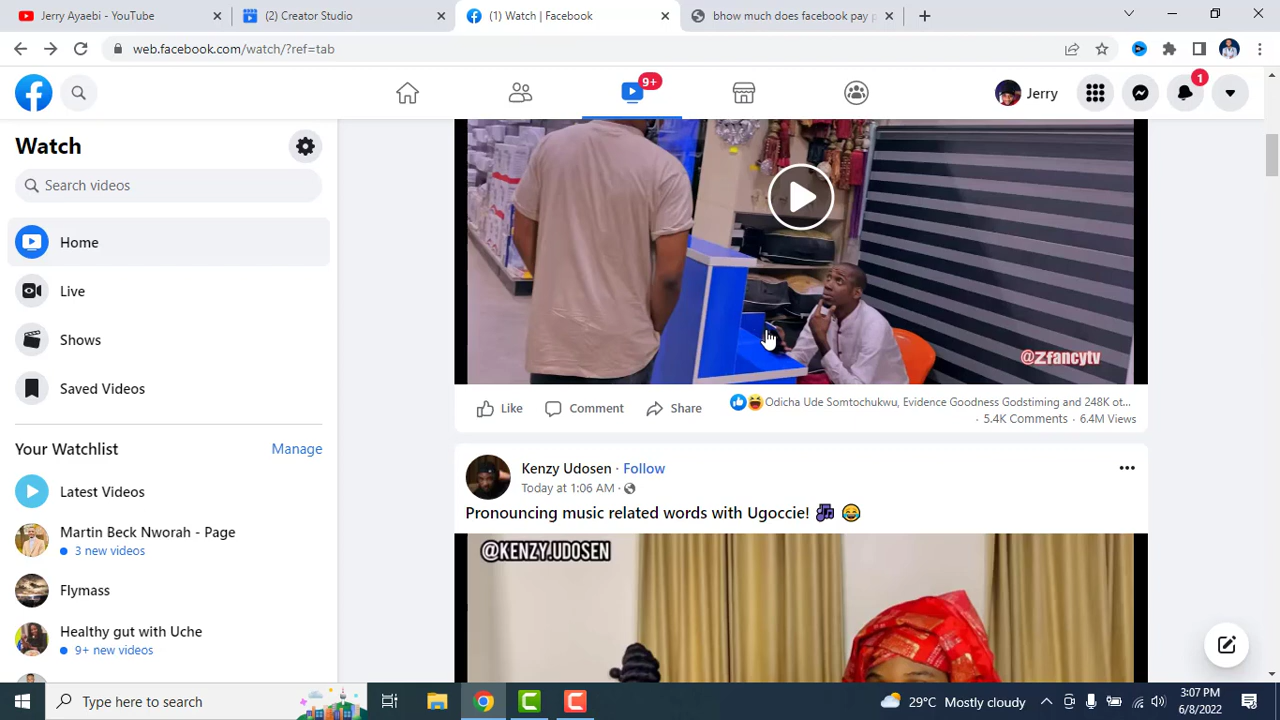 Jerry Ayaebi - YouTube
(2) Creator Studio
(1) Watch | Facebook
bhow much does facebook pay p
web.facebook.com/watch/?ref=tab
9+
Jerry
1
Watch
Search videos
Home
Live
Shows
Saved Videos
Your Watchlist
Manage
Latest Videos
Martin Beck Nworah - Page
3 new videos
Flymass
Healthy gut with Uche
9+ new videos
@Zfancytv
Like
Comment
Share
Odicha Ude Somtochukwu, Evidence Goodness Godstiming and 248K ot...
· 5.4K Comments · 6.4M Views
Kenzy Udosen · Follow
Today at 1:06 AM ·
Pronouncing music related words with Ugoccie! 🎶 😂
@KENZY.UDOSEN
Type here to search
29°C Mostly cloudy
3:07 PM
6/8/2022